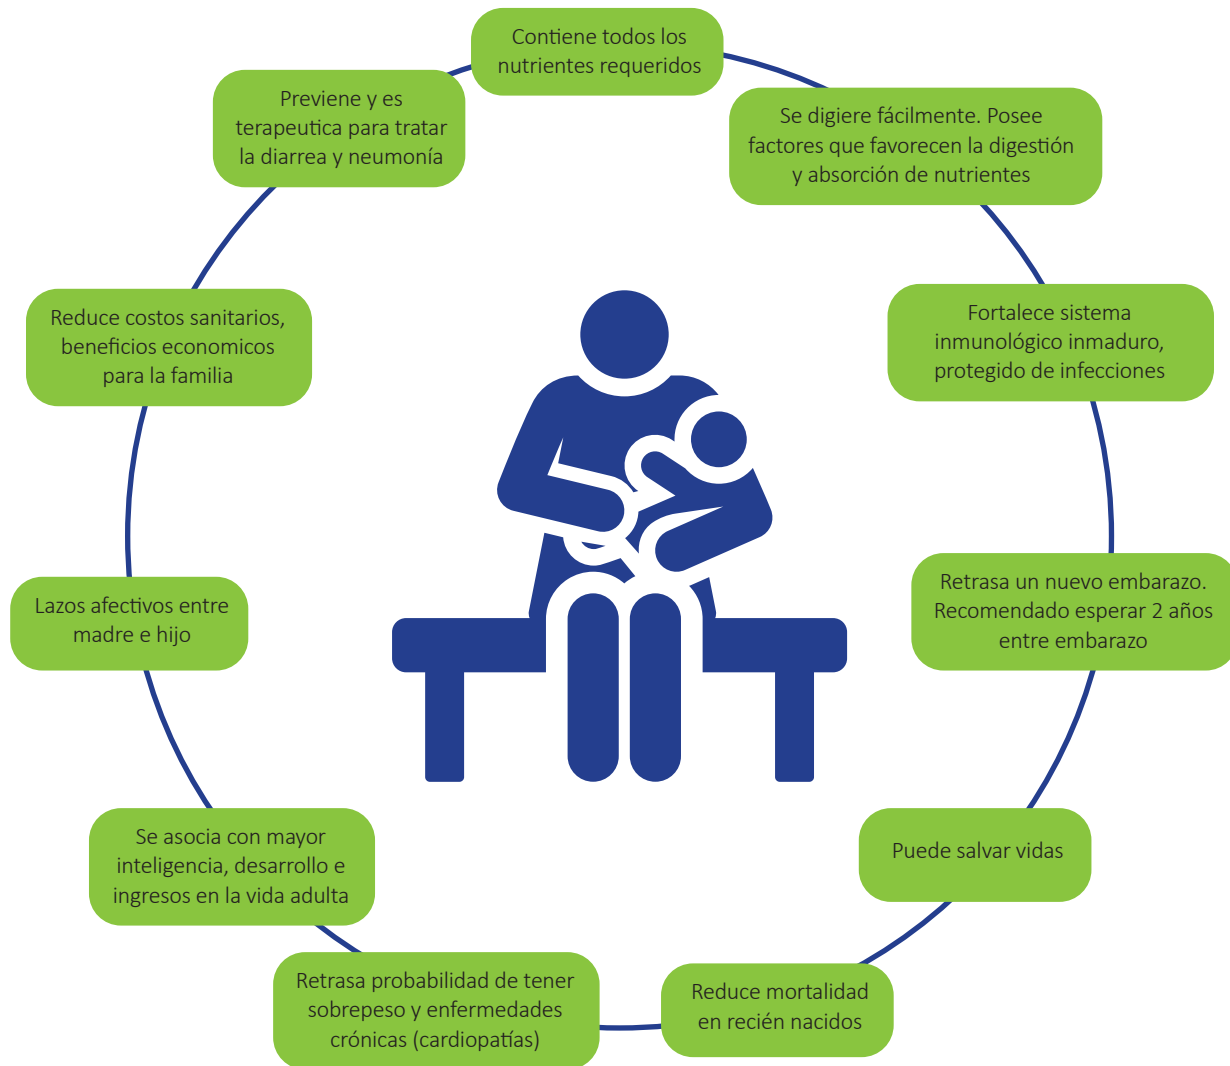 Contiene todos los
nutrientes requeridos
Se digiere fácilmente. Posee
factores que favorecen la digestión
y absorción de nutrientes
Fortalece sistema
inmunológico inmaduro,
protegido de infecciones
Retrasa un nuevo embarazo.
Recomendado esperar 2 años
entre embarazo
Puede salvar vidas
Reduce mortalidad
en recién nacidos
Retrasa probabilidad de tener
sobrepeso y enfermedades
crónicas (cardiopatías)
Se asocia con mayor
inteligencia, desarrollo e
ingresos en la vida adulta
Lazos afectivos entre
madre e hijo
Reduce costos sanitarios,
beneficios economicos
para la familia
Previene y es
terapeutica para tratar
la diarrea y neumonía